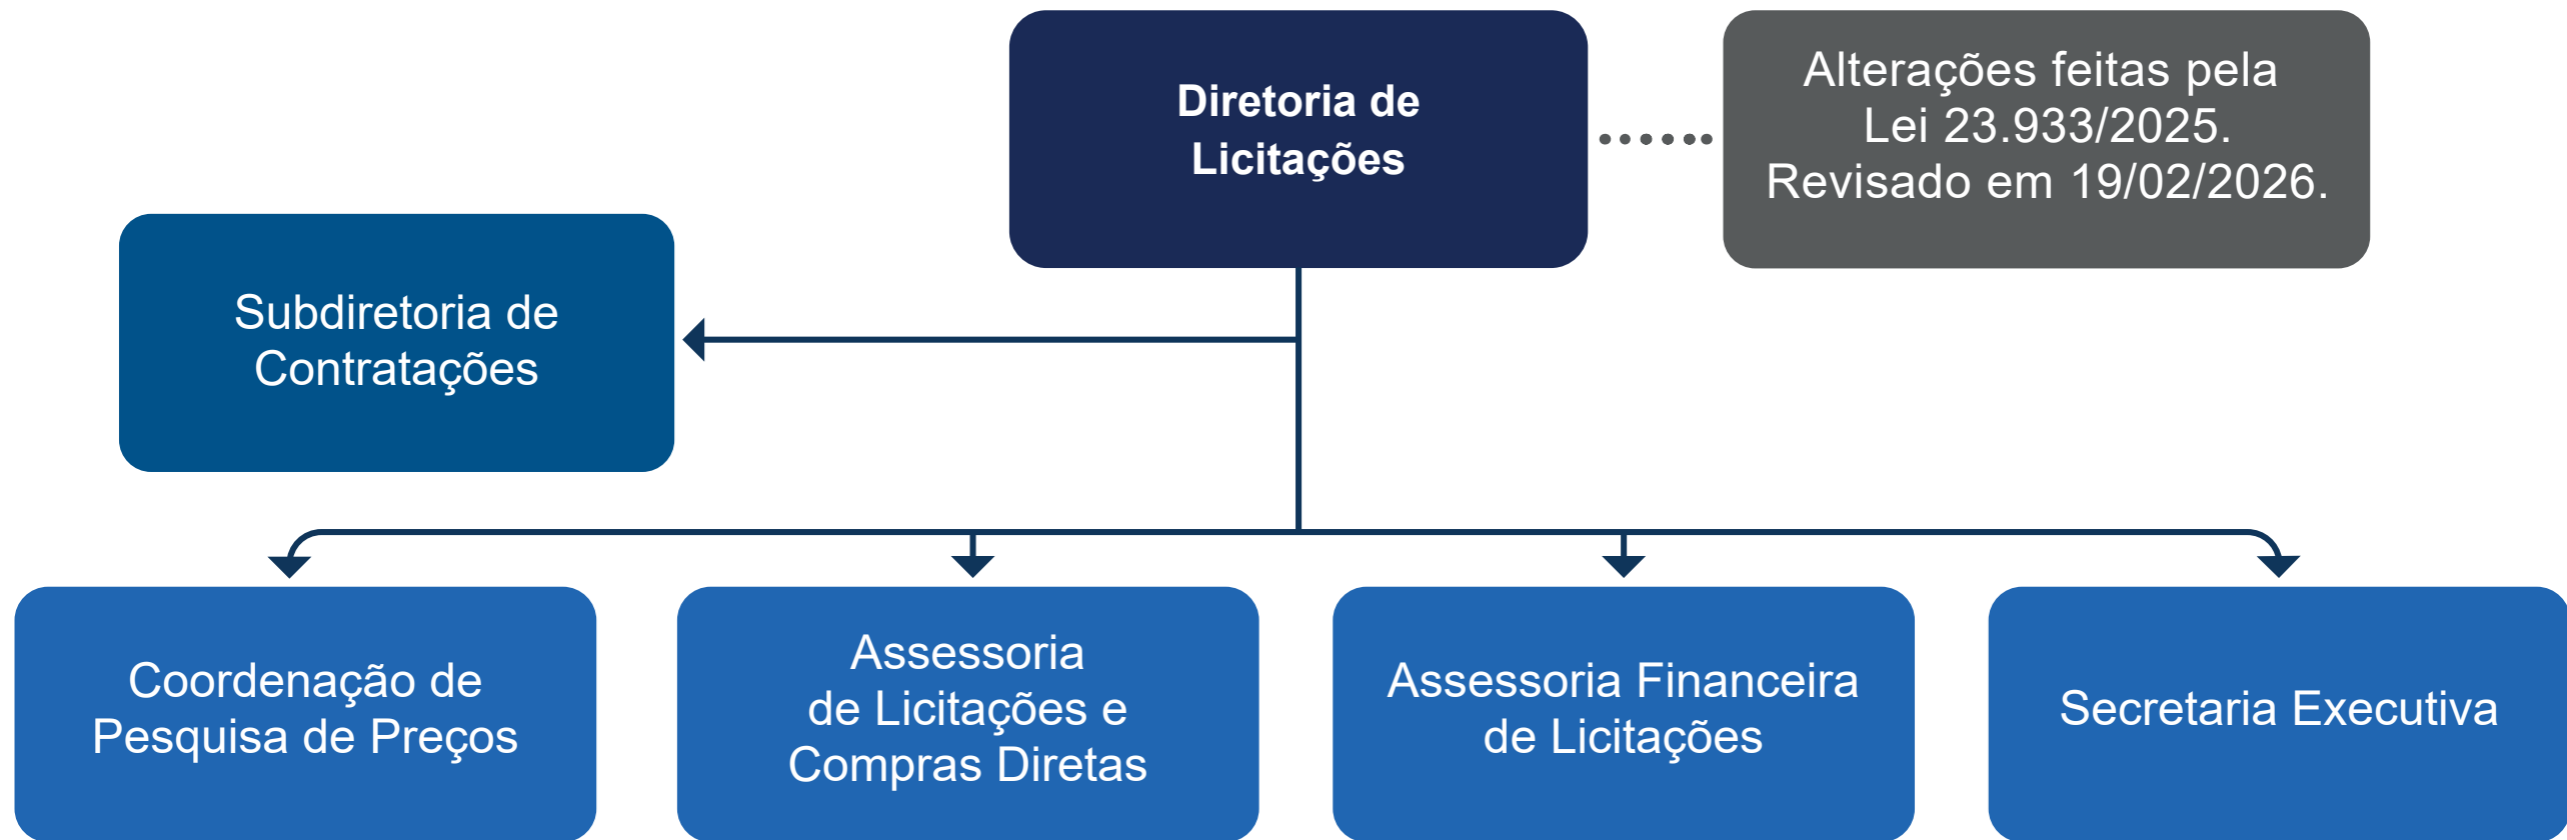 Diretoria de
Licitações
Alterações feitas pela
Lei 23.933/2025.
Revisado em 19/02/2026.
Subdiretoria de
Contratações
Coordenação de
Pesquisa de Preços
Assessoria
de Licitações e
Compras Diretas
Assessoria Financeira
de Licitações
Secretaria Executiva